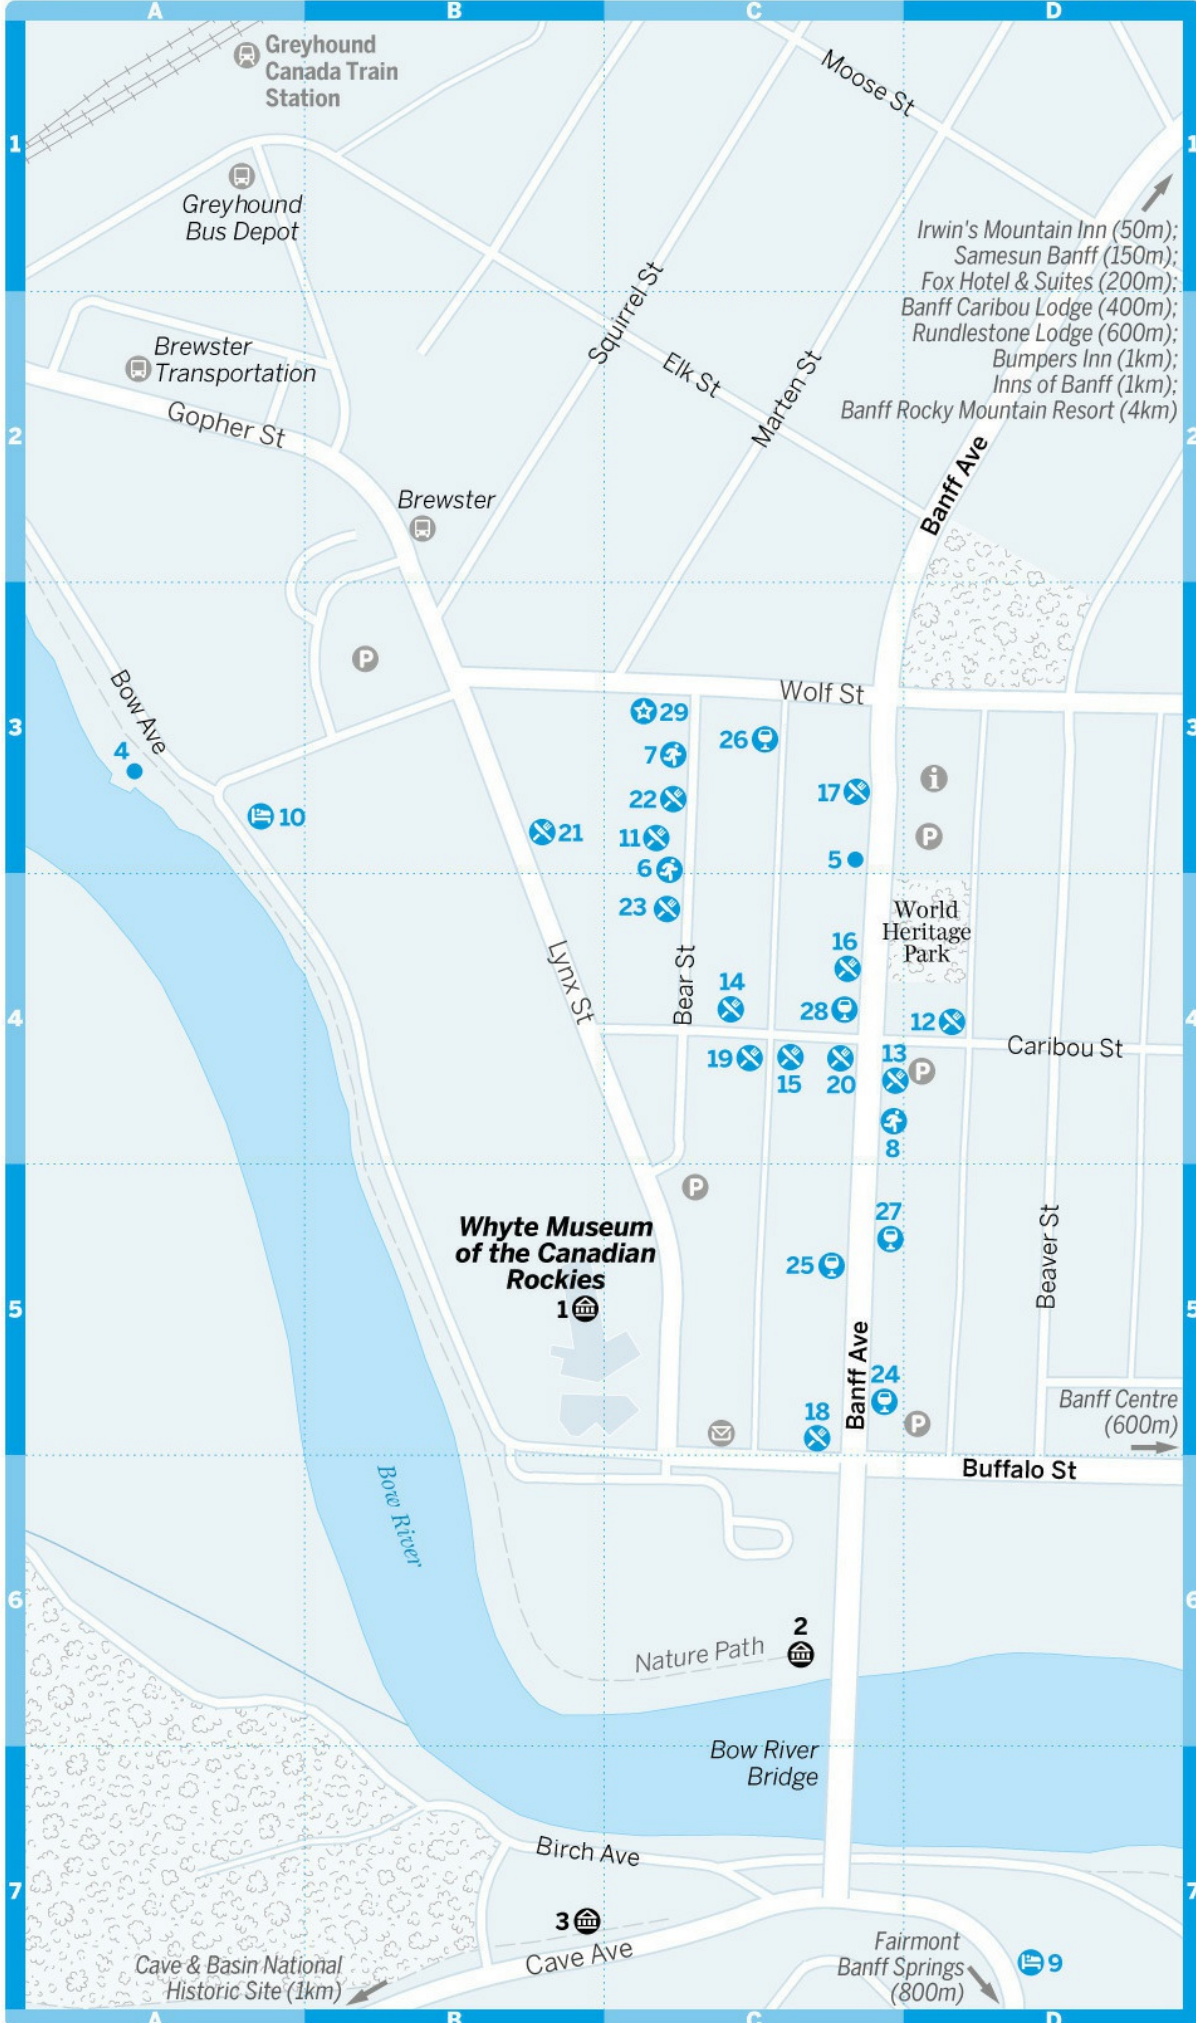 A
B
C
D
Greyhound
Canada Train
Station
Moose St
1
1
Greyhound
Bus Depot
Irwin's Mountain Inn (50m);
Samesun Banff (150m);
Fox Hotel & Suites (200m);
Banff Caribou Lodge (400m);
Rundlestone Lodge (600m);
Bumpers Inn (1km);
Inns of Banff (1km);
Banff Rocky Mountain Resort (4km)
Squirrel St
Elk St
Marten St
Brewster
Transportation
Gopher St
2
2
Banff Ave
Brewster
P
Bow Ave
Wolf St
3
3
4
29
7
26
22
17
i
10
21
11
P
6
5
23
World
Heritage
Park
16
Lynx St
Bear St
14
28
12
4
4
Caribou St
19
15
20
13
P
8
P
Whyte Museum
of the Canadian
Rockies
27
25
Beaver St
1
5
5
Banff Ave
24
18
P
Banff Centre
(600m)
Buffalo St
Bow River
6
6
2
Nature Path
Bow River
Bridge
Birch Ave
7
7
3
Cave Ave
Cave & Basin National
Historic Site (1km)
Fairmont
Banff Springs
(800m)
9
A
B
C
D